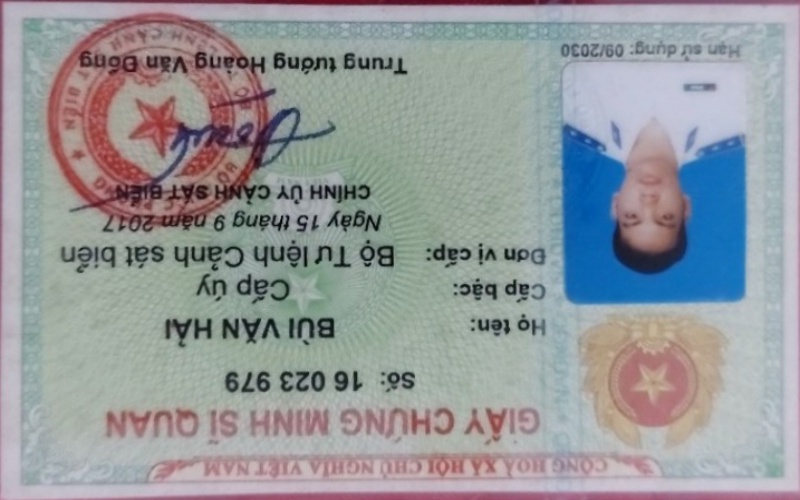 CỘNG HOÀ XÃ HỘI CHỦ NGHĨA VIỆT NAM
GIẤY CHỨNG MINH SĨ QUAN
Số: 16 023 979
Họ tên: BÙI VĂN HẢI
Cấp bậc: Cấp úy
Đơn vị cấp: Bộ Tư lệnh Cảnh sát biển
Ngày 15 tháng 9 năm 2017
CHÍNH ỦY CẢNH SÁT BIỂN
Trung tướng Hoàng Văn Đồng
Hạn sử dụng: 09/2030